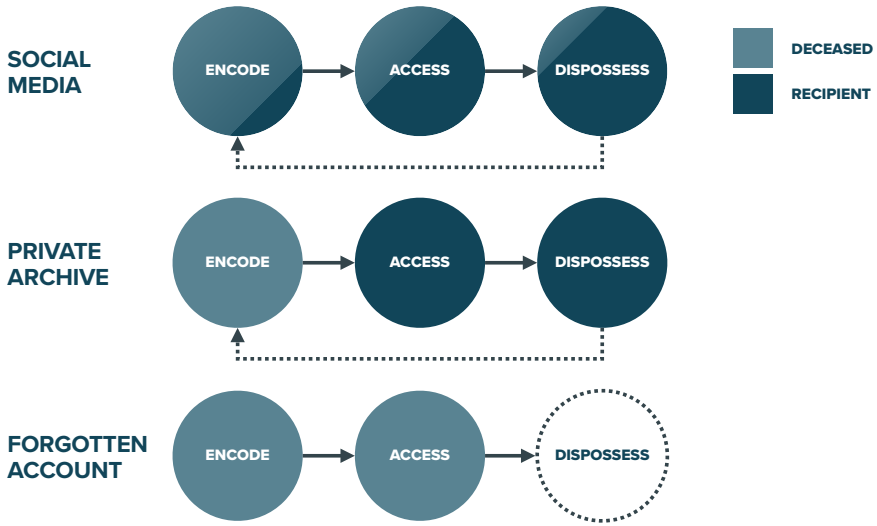 SOCIAL
MEDIA
ENCODE
ACCESS
DISPOSSESS
DECEASED
RECIPIENT
PRIVATE
ARCHIVE
ENCODE
ACCESS
DISPOSSESS
FORGOTTEN
ACCOUNT
ENCODE
ACCESS
DISPOSSESS